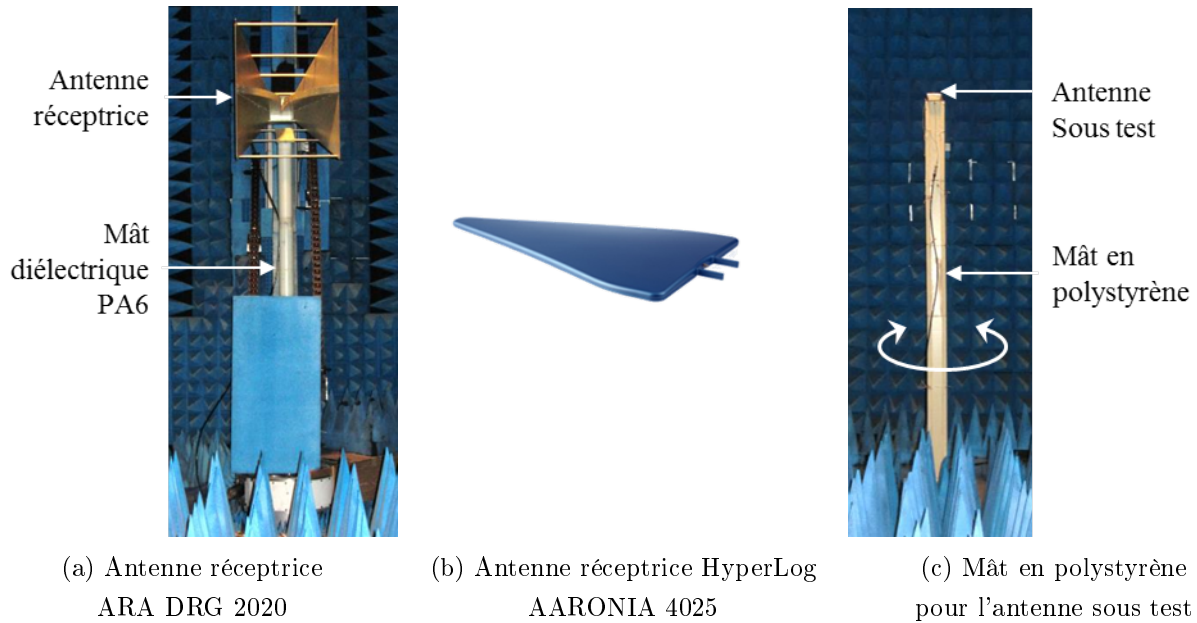 Antenne
réceptrice
Mât
diélectrique
PA6
Antenne
Sous test
Mât en
polystyrène
(a) Antenne réceptrice
ARA DRG 2020
(b) Antenne réceptrice HyperLog
AARONIA 4025
(c) Mât en polystyrène
pour l'antenne sous test